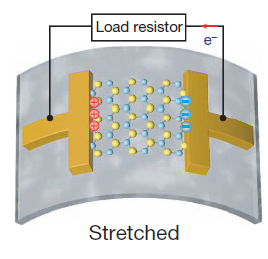 Load resistor
e⁻
+
+
+
−
−
−
Stretched